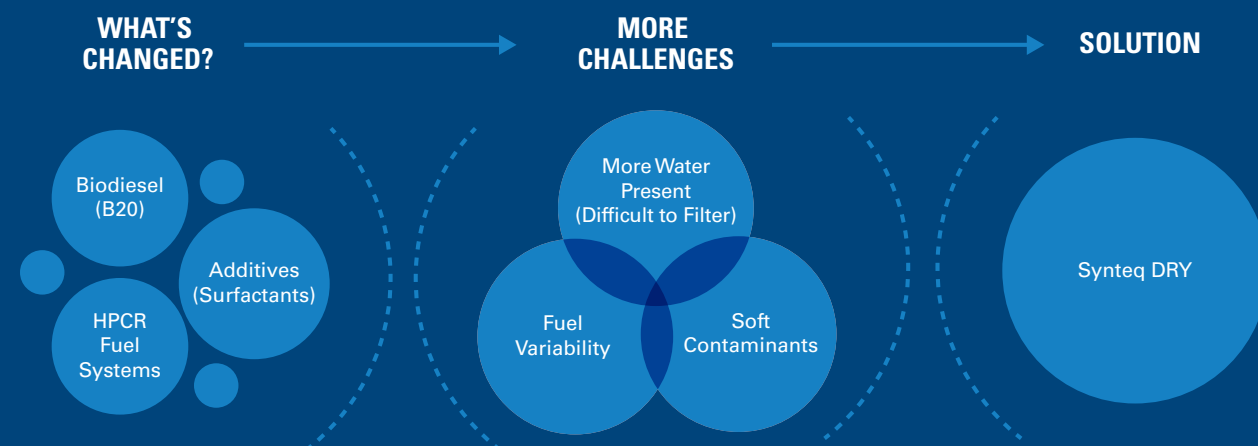 WHAT'S
CHANGED?
MORE
CHALLENGES
SOLUTION
Biodiesel
(B20)
Additives
(Surfactants)
HPCR
Fuel
Systems
More Water
Present
(Difficult to Filter)
Fuel
Variability
Soft
Contaminants
Synteq DRY